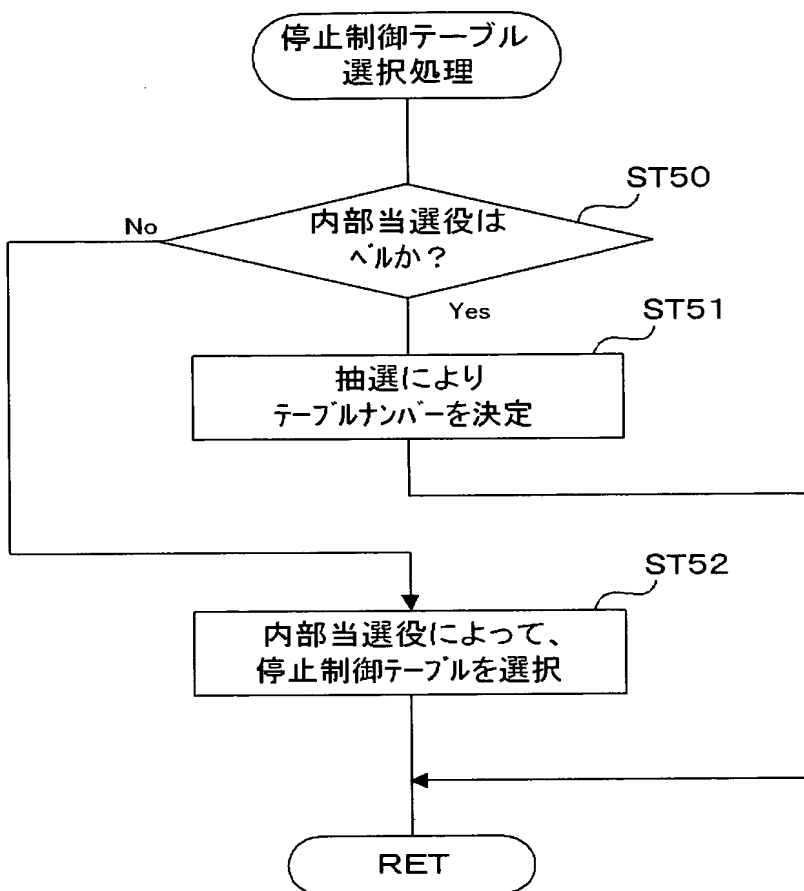 停止制御テーブル
選択処理
ST50
No
内部当選役は
ベルか？
Yes
ST51
抽選により
テーブルナンバーを決定
ST52
内部当選役によって、
停止制御テーブルを選択
RET